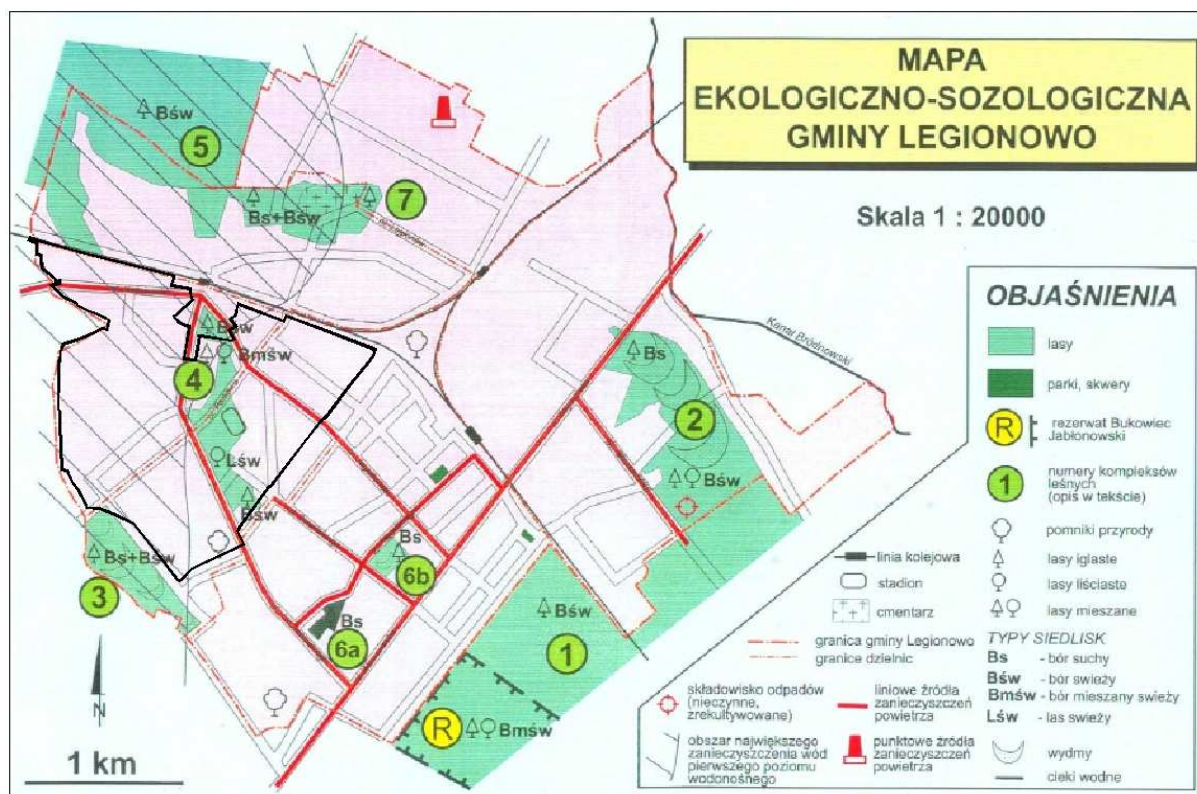 MAPA
EKOLOGICZNO-SOZOLOGICZNA
GMINY LEGIONOWO
Skala 1 : 20000
Bśw
5
7
Bs+Bśw
Bśw
Bmśw
4
Lśw
Bśw
Bs+Bśw
3
N
1 km
Kanał Bródnowski
Bs
2
Bśw
Bs
6b
Bs
6a
Bśw
1
R
Bmśw
OBJAŚNIENIA
lasy
parki, skwery
R
rezerwat Bukowiec
Jabłonowski
1
numery kompleksów
leśnych
(opis w tekście)
pomniki przyrody
linia kolejowa
lasy iglaste
stadion
lasy liściaste
cmentarz
lasy mieszane
granica gminy Legionowo
granice dzielnic
TYPY SIEDLISK
Bs - bór suchy
Bśw - bór swieży
Bmśw - bór mieszany swieży
Lśw - las swieży
składowisko odpadów
(nieczynne,
zrekultywowane)
liniowe źródła
zanieczyszczeń
powietrza
obszar największego
zanieczyszczenia wód
pierwszego poziomu
wodonośnego
punktowe źródła
zanieczyszczeń
powietrza
wydmy
cieki wodne